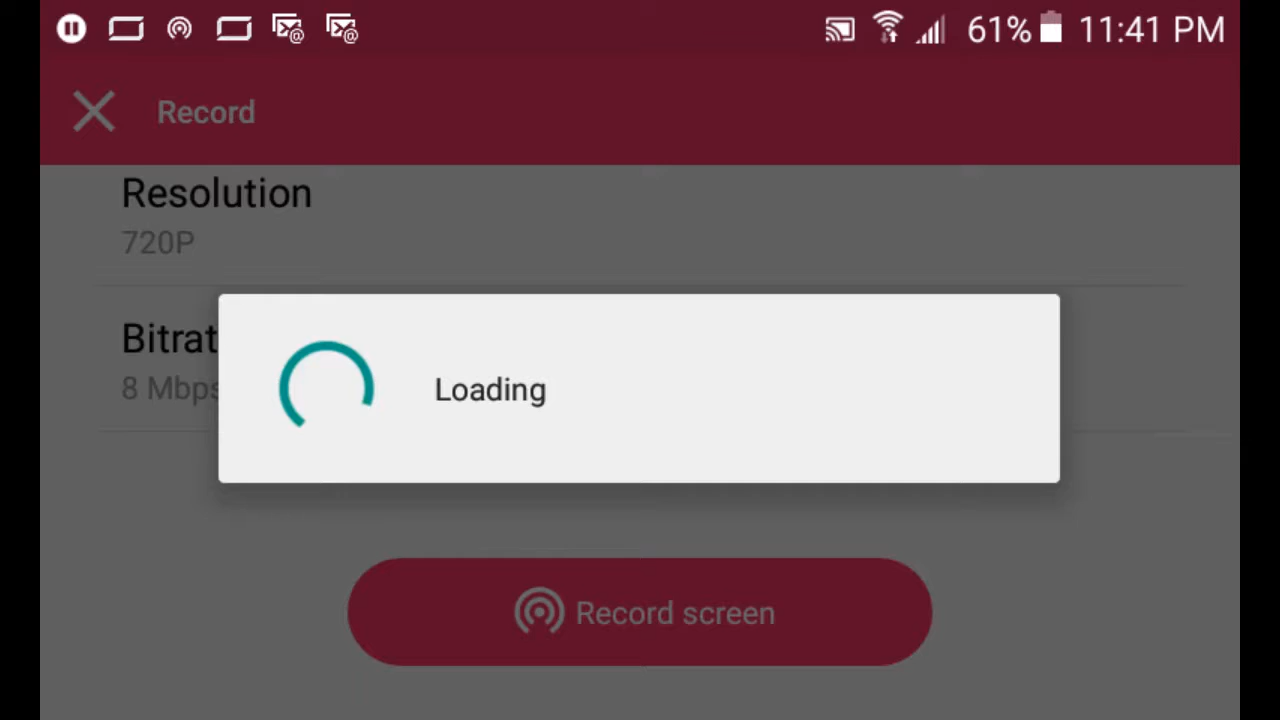 61% 11:41 PM
Record
Resolution
720P
Bitrat
8 Mbps
Loading
Record screen